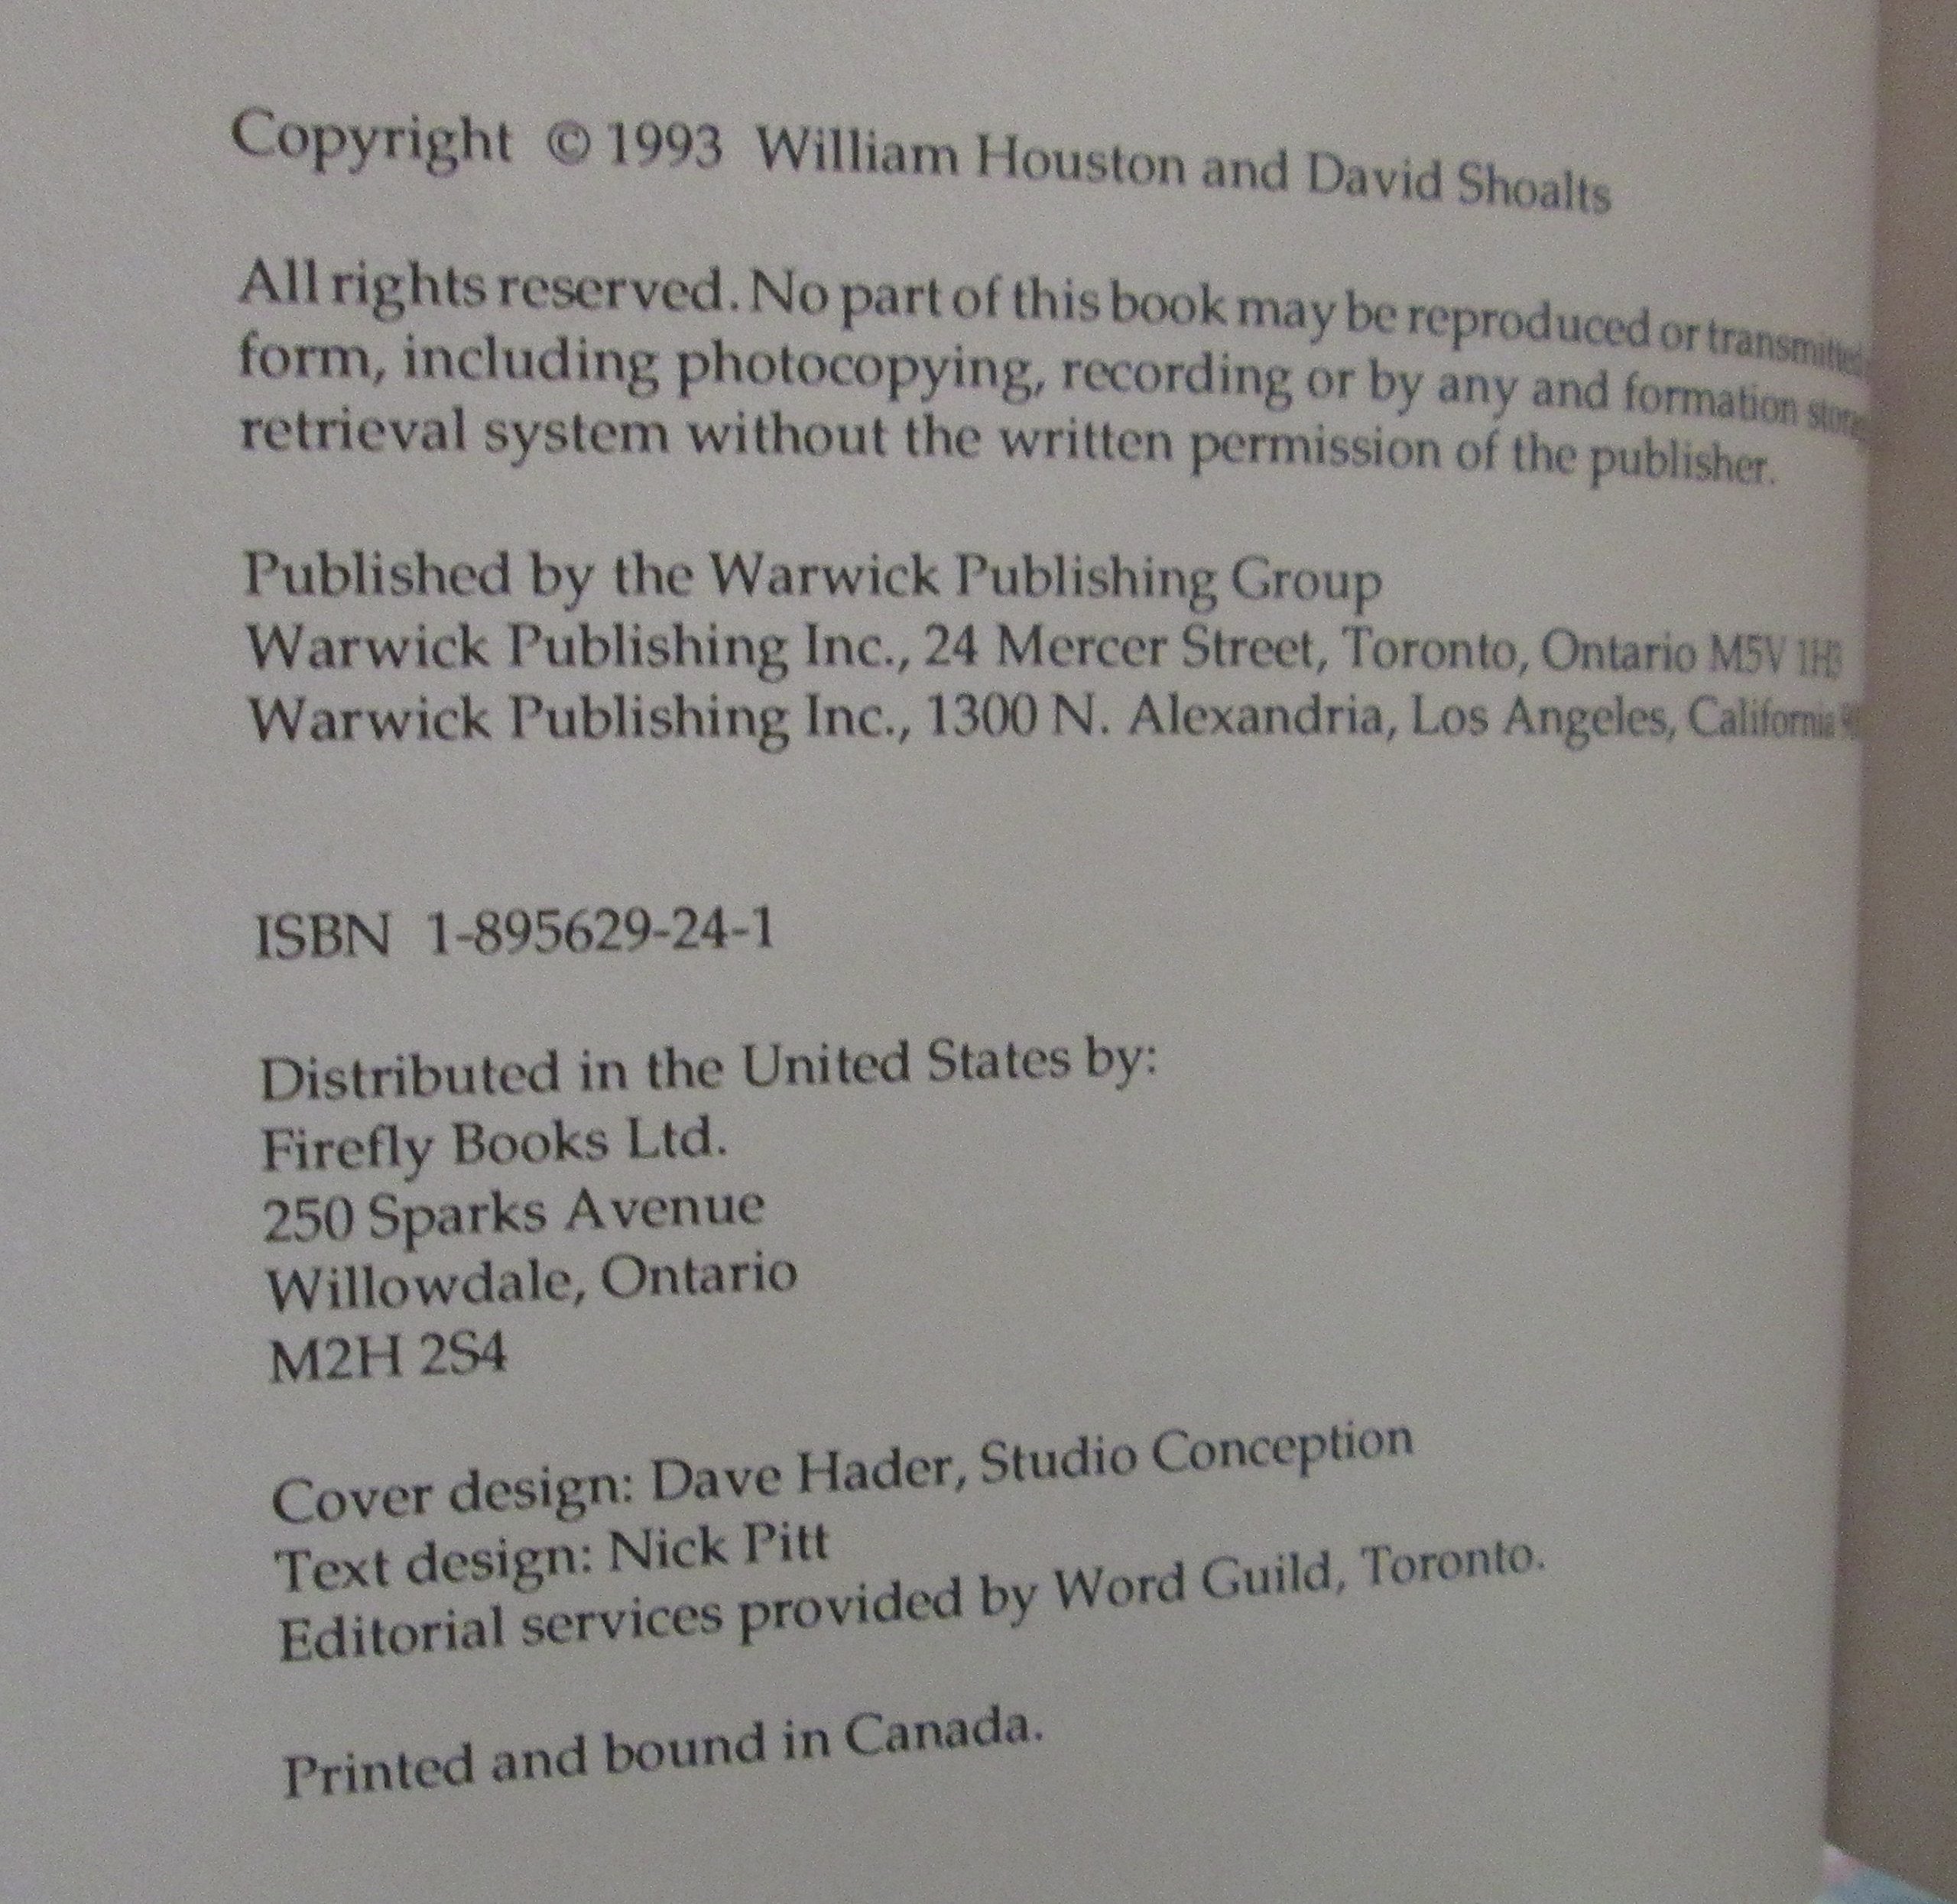 Copyright © 1993 William Houston and David Shoalts
All rights reserved. No part of this book may be reproduced or transmitted
form, including photocopying, recording or by any and formation
retrieval system without the written permission of the publisher.
Published by the Warwick Publishing Group
Warwick Publishing Inc., 24 Mercer Street, Toronto, Ontario M5V 1H3
Warwick Publishing Inc., 1300 N. Alexandria, Los Angeles, California
ISBN 1-895629-24-1
Distributed in the United States by:
Firefly Books Ltd.
250 Sparks Avenue
Willowdale, Ontario
M2H 2S4
Cover design: Dave Hader, Studio Conception
Text design: Nick Pitt
Editorial services provided by Word Guild, Toronto.
Printed and bound in Canada.